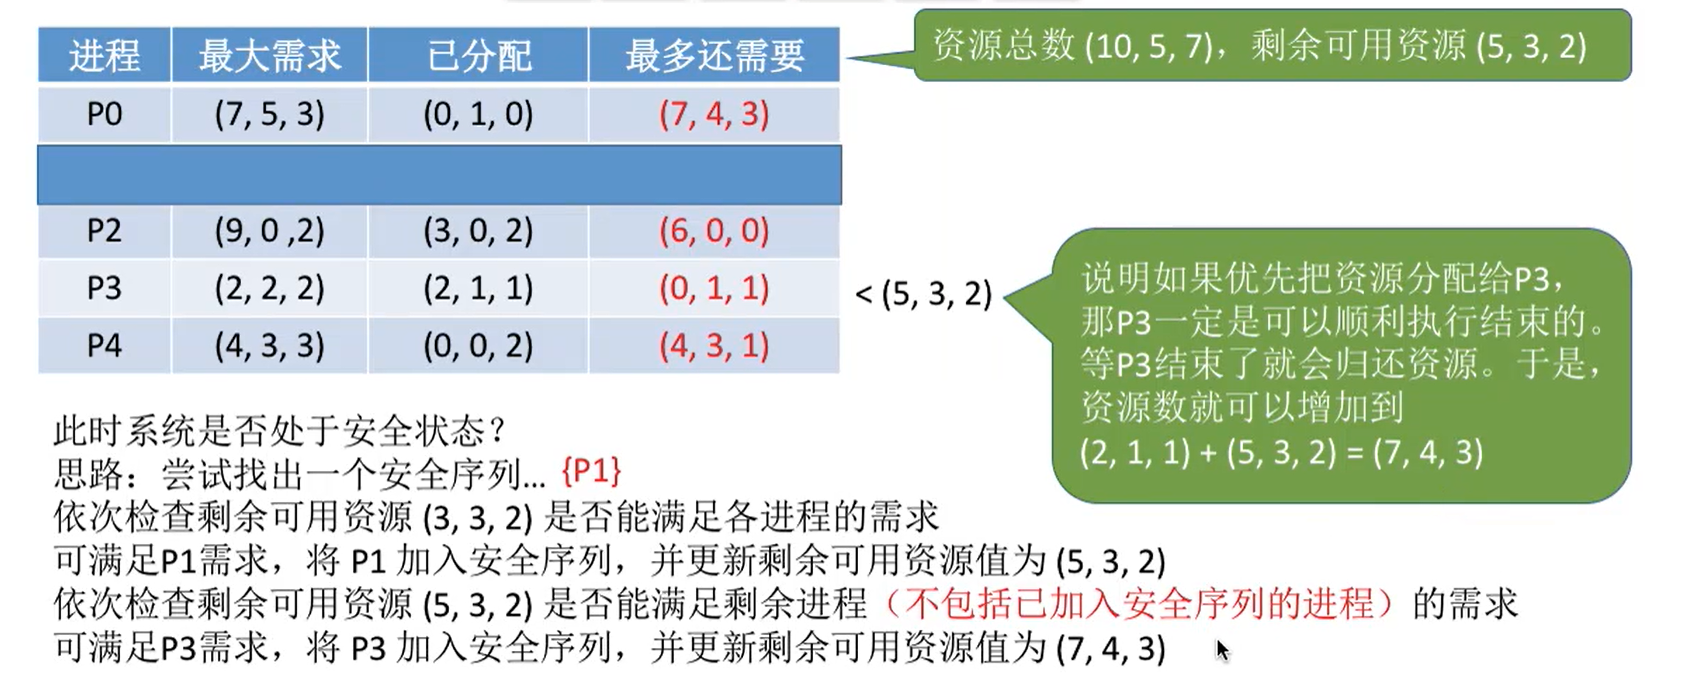 进程 最大需求 已分配 最多还需要
资源总数 (10, 5, 7)，剩余可用资源 (5, 3, 2)
P0 (7, 5, 3) (0, 1, 0) (7, 4, 3)
P2 (9, 0 ,2) (3, 0, 2) (6, 0, 0)
P3 (2, 2, 2) (2, 1, 1) (0, 1, 1)
< (5, 3, 2)
P4 (4, 3, 3) (0, 0, 2) (4, 3, 1)
说明如果优先把资源分配给P3，
那P3一定是可以顺利执行结束的。
等P3结束了就会归还资源。于是，
资源数就可以增加到
(2, 1, 1) + (5, 3, 2) = (7, 4, 3)
此时系统是否处于安全状态？
思路：尝试找出一个安全序列... {P1}
依次检查剩余可用资源 (3, 3, 2) 是否能满足各进程的需求
可满足P1需求，将 P1 加入安全序列，并更新剩余可用资源值为 (5, 3, 2)
依次检查剩余可用资源 (5, 3, 2) 是否能满足剩余进程（不包括已加入安全序列的进程）的需求
可满足P3需求，将 P3 加入安全序列，并更新剩余可用资源值为 (7, 4, 3)